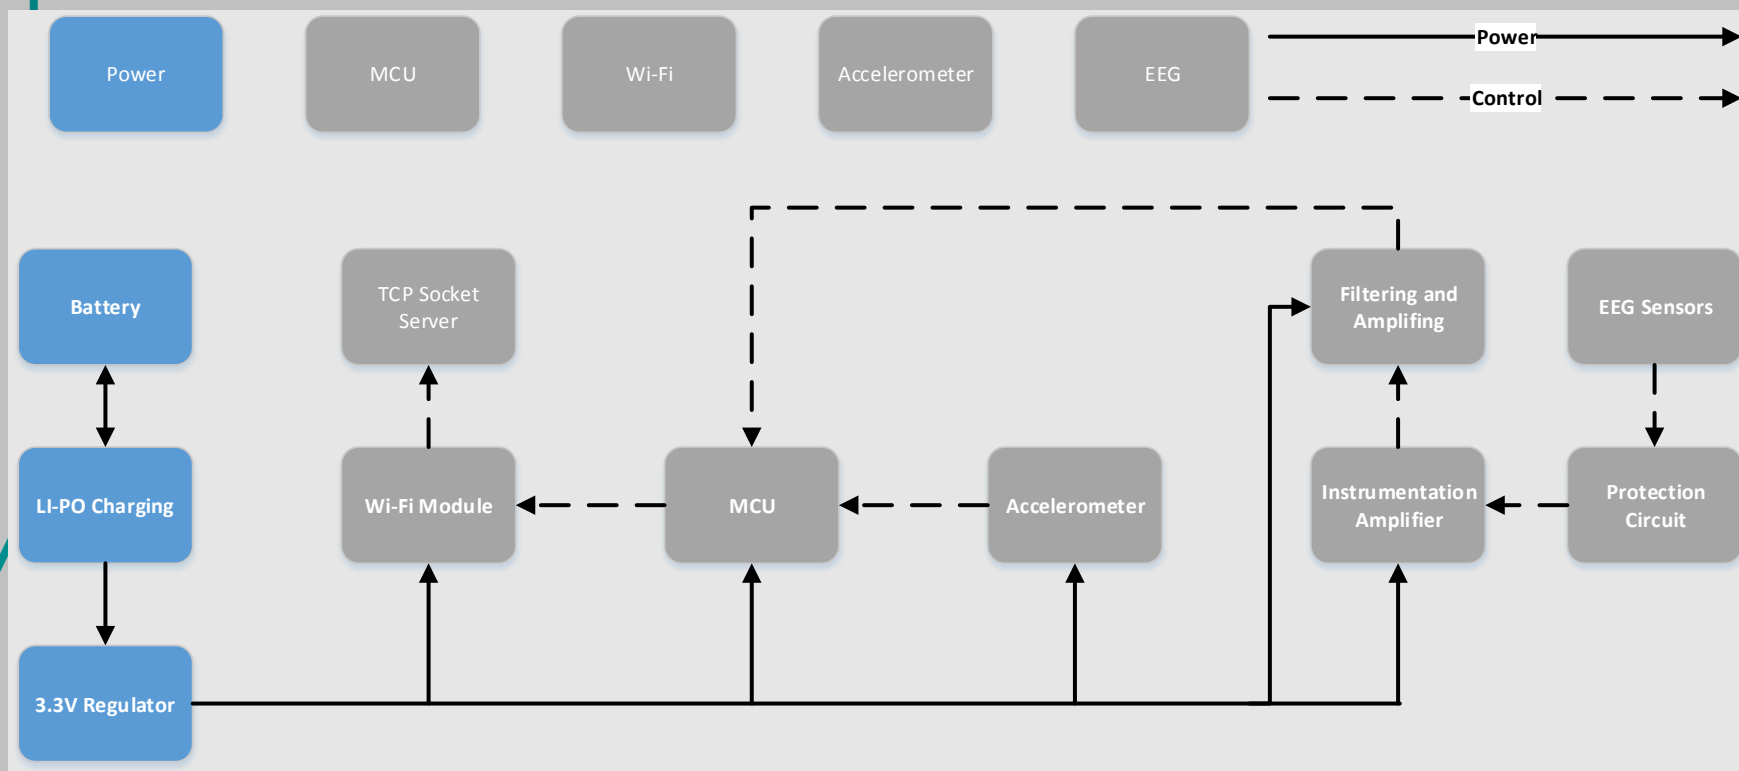 Power
MCU
Wi-Fi
Accelerometer
EEG
Power
Control
Battery
TCP Socket
Server
Filtering and
Amplifing
EEG Sensors
LI-PO Charging
Wi-Fi Module
MCU
Accelerometer
Instrumentation
Amplifier
Protection
Circuit
3.3V Regulator